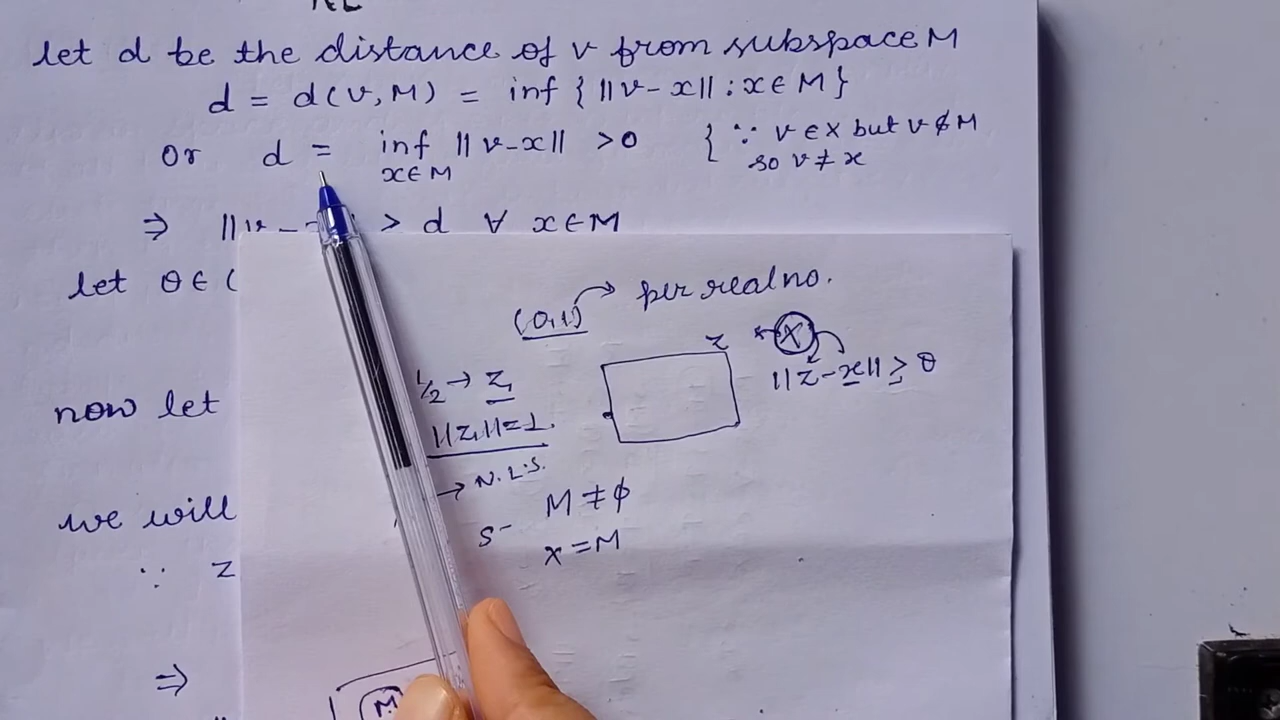 let d be the distance of v from subspace M
d = d(v, M) = inf { ||v - x|| : x ∈ M}
or d = inf ||v - x|| > 0 { ∵ v ∈ X but v ∉ M
x ∈ M so v ≠ x
⇒ ||v - > d ∀ x ∈ M
let θ ∈ (
(0,1) → per real no.
z X
||z - x|| ≥ θ
1/2 → z₁
now let
||z₁|| = 1.
→ N.L.S.
M ≠ φ
we will
S- x = M
∵ z
⇒
M